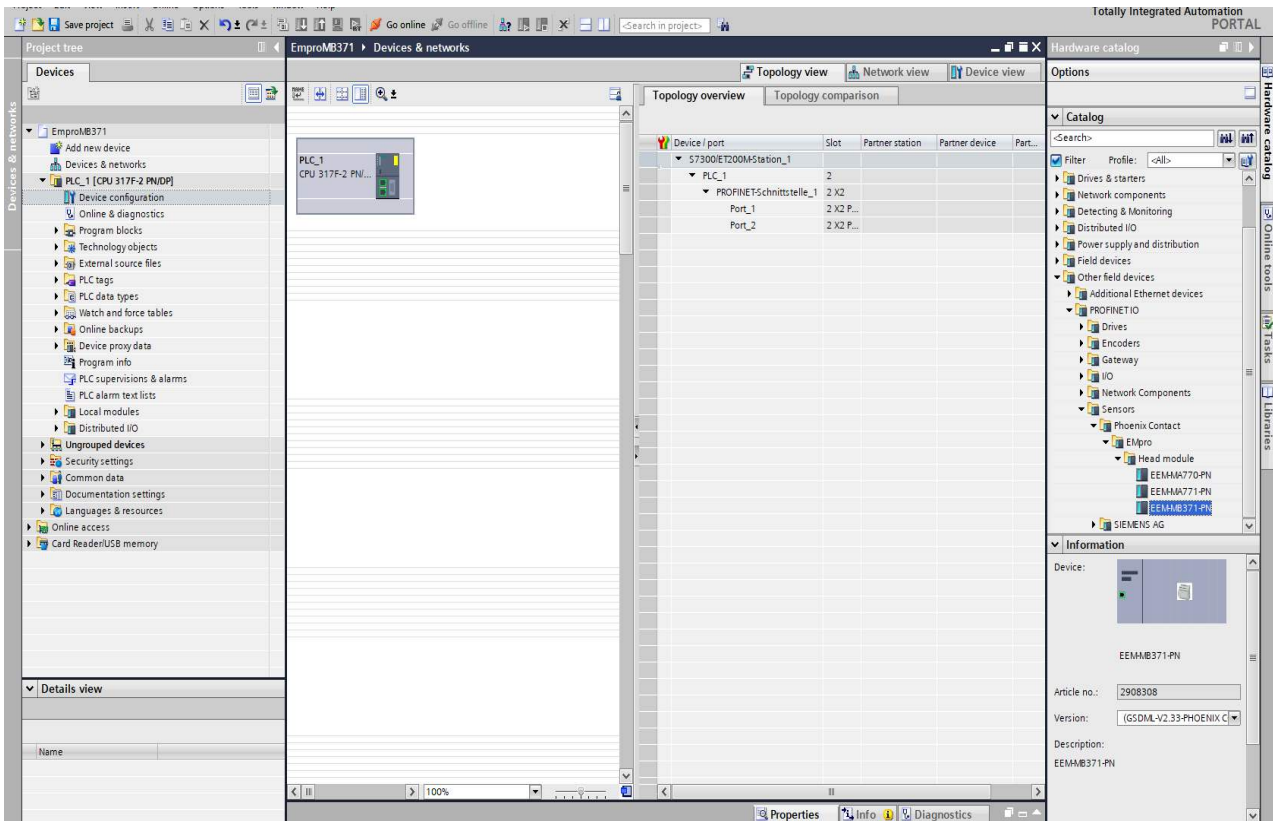 Totally Integrated Automation
PORTAL
Save project
Go online
Go offline
<Search in project>
Project tree
EmproMB371 ▸ Devices & networks
Hardware catalog
Devices
Topology view
Network view
Device view
Options
Devices & networks
EmproMB371
Add new device
Devices & networks
PLC_1 [CPU 317F-2 PN/DP]
Device configuration
Online & diagnostics
Program blocks
Technology objects
External source files
PLC tags
PLC data types
Watch and force tables
Online backups
Device proxy data
Program info
PLC supervisions & alarms
PLC alarm text lists
Local modules
Distributed I/O
Ungrouped devices
Security settings
Common data
Documentation settings
Languages & resources
Online access
Card Reader/USB memory
Details view
Name
PLC_1
CPU 317F-2 PN/...
100%
Topology overview
Topology comparison
Device / port Slot Partner station Partner device Part...
S7300/ET200M-Station_1
PLC_1 2
PROFINET-Schnittstelle_1 2 X2
Port_1 2 X2 P...
Port_2 2 X2 P...
Properties
Info
Diagnostics
Catalog
<Search>
Filter Profile: <All>
Drives & starters
Network components
Detecting & Monitoring
Distributed I/O
Power supply and distribution
Field devices
Other field devices
Additional Ethernet devices
PROFINET IO
Drives
Encoders
Gateway
I/O
Network Components
Sensors
Phoenix Contact
EMpro
Head module
EEM-MA770-PN
EEM-MA771-PN
EEM-MB371-PN
SIEMENS AG
Information
Device:
EEM-MB371-PN
Article no.: 2908308
Version: (GSDML-V2.33-PHOENIX C
Description:
EEM-MB371-PN
Hardware catalog
Online tools
Tasks
Libraries